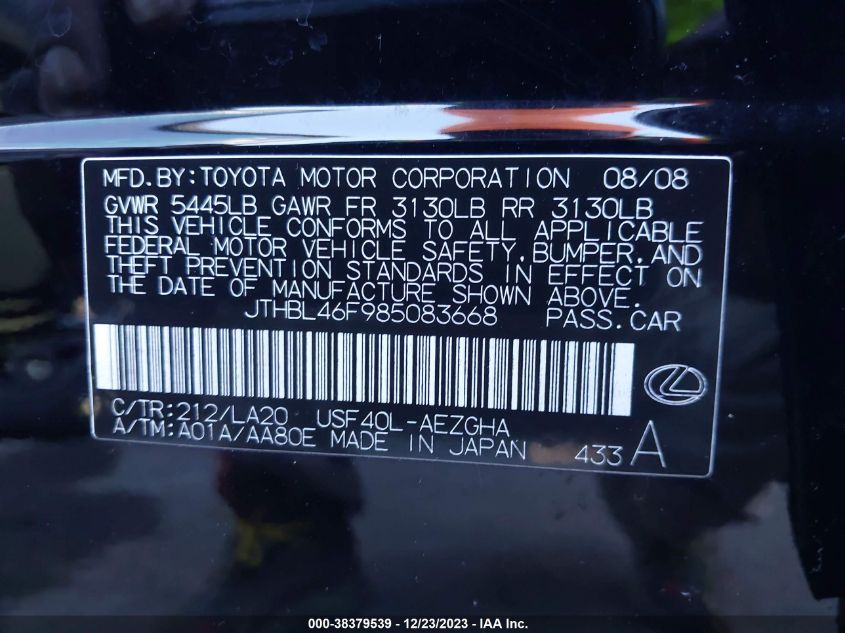 MFD.BY:TOYOTA MOTOR CORPORATION 08/08
GVWR 5445LB GAWR FR 3130LB RR 3130LB
THIS VEHICLE CONFORMS TO ALL APPLICABLE
FEDERAL MOTOR VEHICLE SAFETY,BUMPER,AND
THEFT PREVENTION STANDARDS IN EFFECT ON
THE DATE OF MANUFACTURE SHOWN ABOVE.
JTHBL46F985083668 PASS.CAR
C/TR:212/LA20 USF40L-AEZGHA
A/TM:A01A/AA80E MADE IN JAPAN 433 A
000-38379539 - 12/23/2023 - IAA Inc.